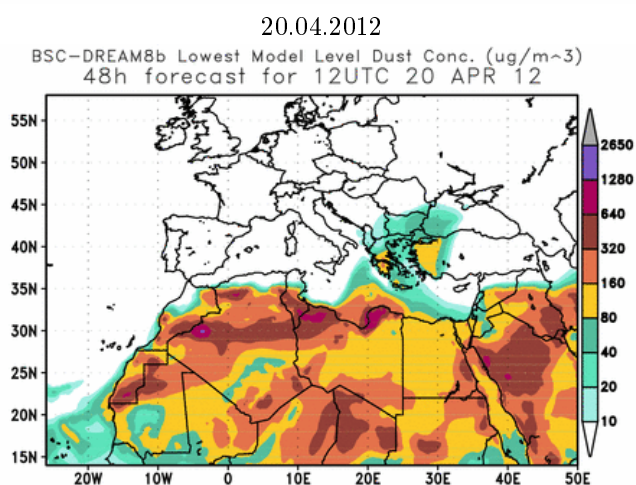 20.04.2012
BSC-DREAM8b Lowest Model Level Dust Conc. (ug/m^3)
48h forecast for 12UTC 20 APR 12
55N
50N
45N
40N
35N
30N
25N
20N
15N
20W
10W
0
10E
20E
30E
40E
50E
2650
1280
640
320
160
80
40
20
10